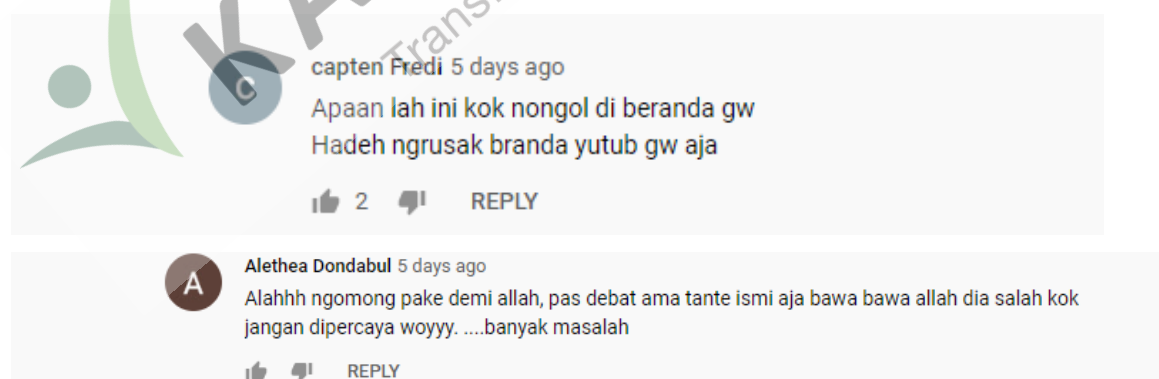 KA
Trans
C
capten Fredi 5 days ago
Apaan lah ini kok nongol di beranda gw
Hadeh ngrusak branda yutub gw aja
2 REPLY
A
Alethea Dondabul 5 days ago
Alahhh ngomong pake demi allah, pas debat ama tante ismi aja bawa bawa allah dia salah kok
jangan dipercaya woyyy. ....banyak masalah
REPLY